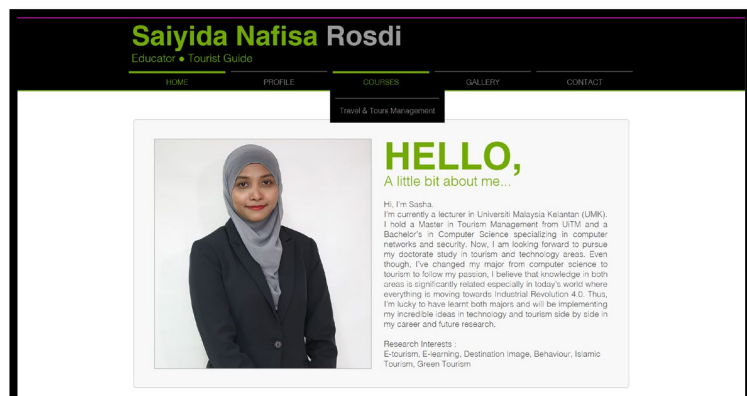 Saiyida Nafisa Rosdi
Educator ● Tourist Guide
HOME PROFILE COURSES GALLERY CONTACT
Travel & Tours Management
HELLO,
A little bit about me...
Hi, I'm Sasha.
I'm currently a lecturer in Universiti Malaysia Kelantan (UMK).
I hold a Master in Tourism Management from UiTM and a
Bachelor's in Computer Science specializing in computer
networks and security. Now, I am looking forward to pursue
my doctorate study in tourism and technology areas. Even
though, I've changed my major from computer science to
tourism to follow my passion, I believe that knowledge in both
areas is significantly related especially in today's world where
everything is moving towards Industrial Revolution 4.0. Thus,
I'm lucky to have learnt both majors and will be implementing
my incredible ideas in technology and tourism side by side in
my career and future research.
Research Interests :
E-tourism, E-learning, Destination Image, Behaviour, Islamic
Tourism, Green Tourism